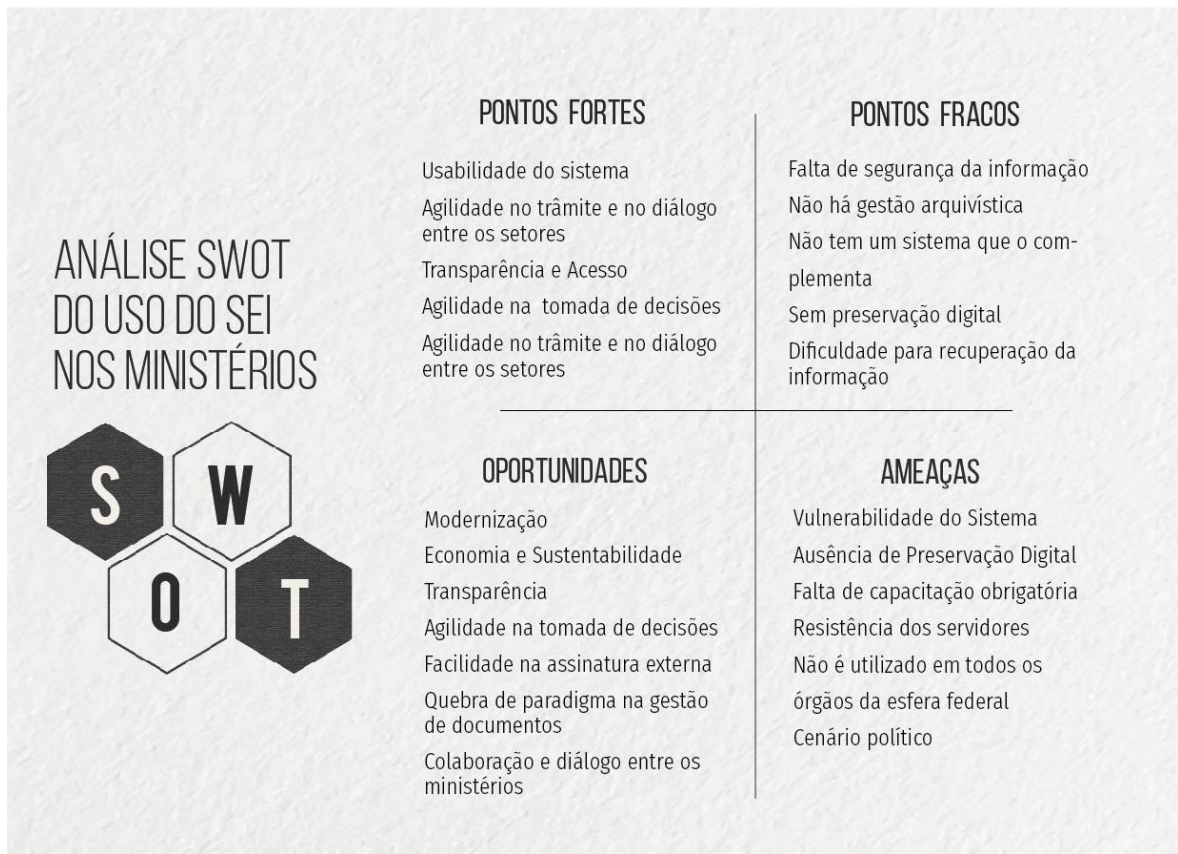 ANÁLISE SWOT
DO USO DO SEI
NOS MINISTÉRIOS
S
W
O
T
PONTOS FORTES
Usabilidade do sistema
Agilidade no trâmite e no diálogo
entre os setores
Transparência e Acesso
Agilidade na tomada de decisões
Agilidade no trâmite e no diálogo
entre os setores
PONTOS FRACOS
Falta de segurança da informação
Não há gestão arquivística
Não tem um sistema que o com-
plementa
Sem preservação digital
Dificuldade para recuperação da
informação
OPORTUNIDADES
Modernização
Economia e Sustentabilidade
Transparência
Agilidade na tomada de decisões
Facilidade na assinatura externa
Quebra de paradigma na gestão
de documentos
Colaboração e diálogo entre os
ministérios
AMEAÇAS
Vulnerabilidade do Sistema
Ausência de Preservação Digital
Falta de capacitação obrigatória
Resistência dos servidores
Não é utilizado em todos os
órgãos da esfera federal
Cenário político